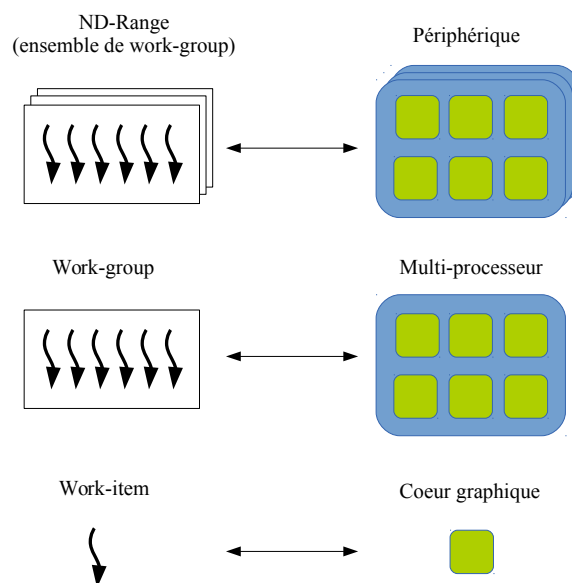 ND-Range
(ensemble de work-group)
Périphérique
Work-group
Multi-processeur
Work-item
Coeur graphique